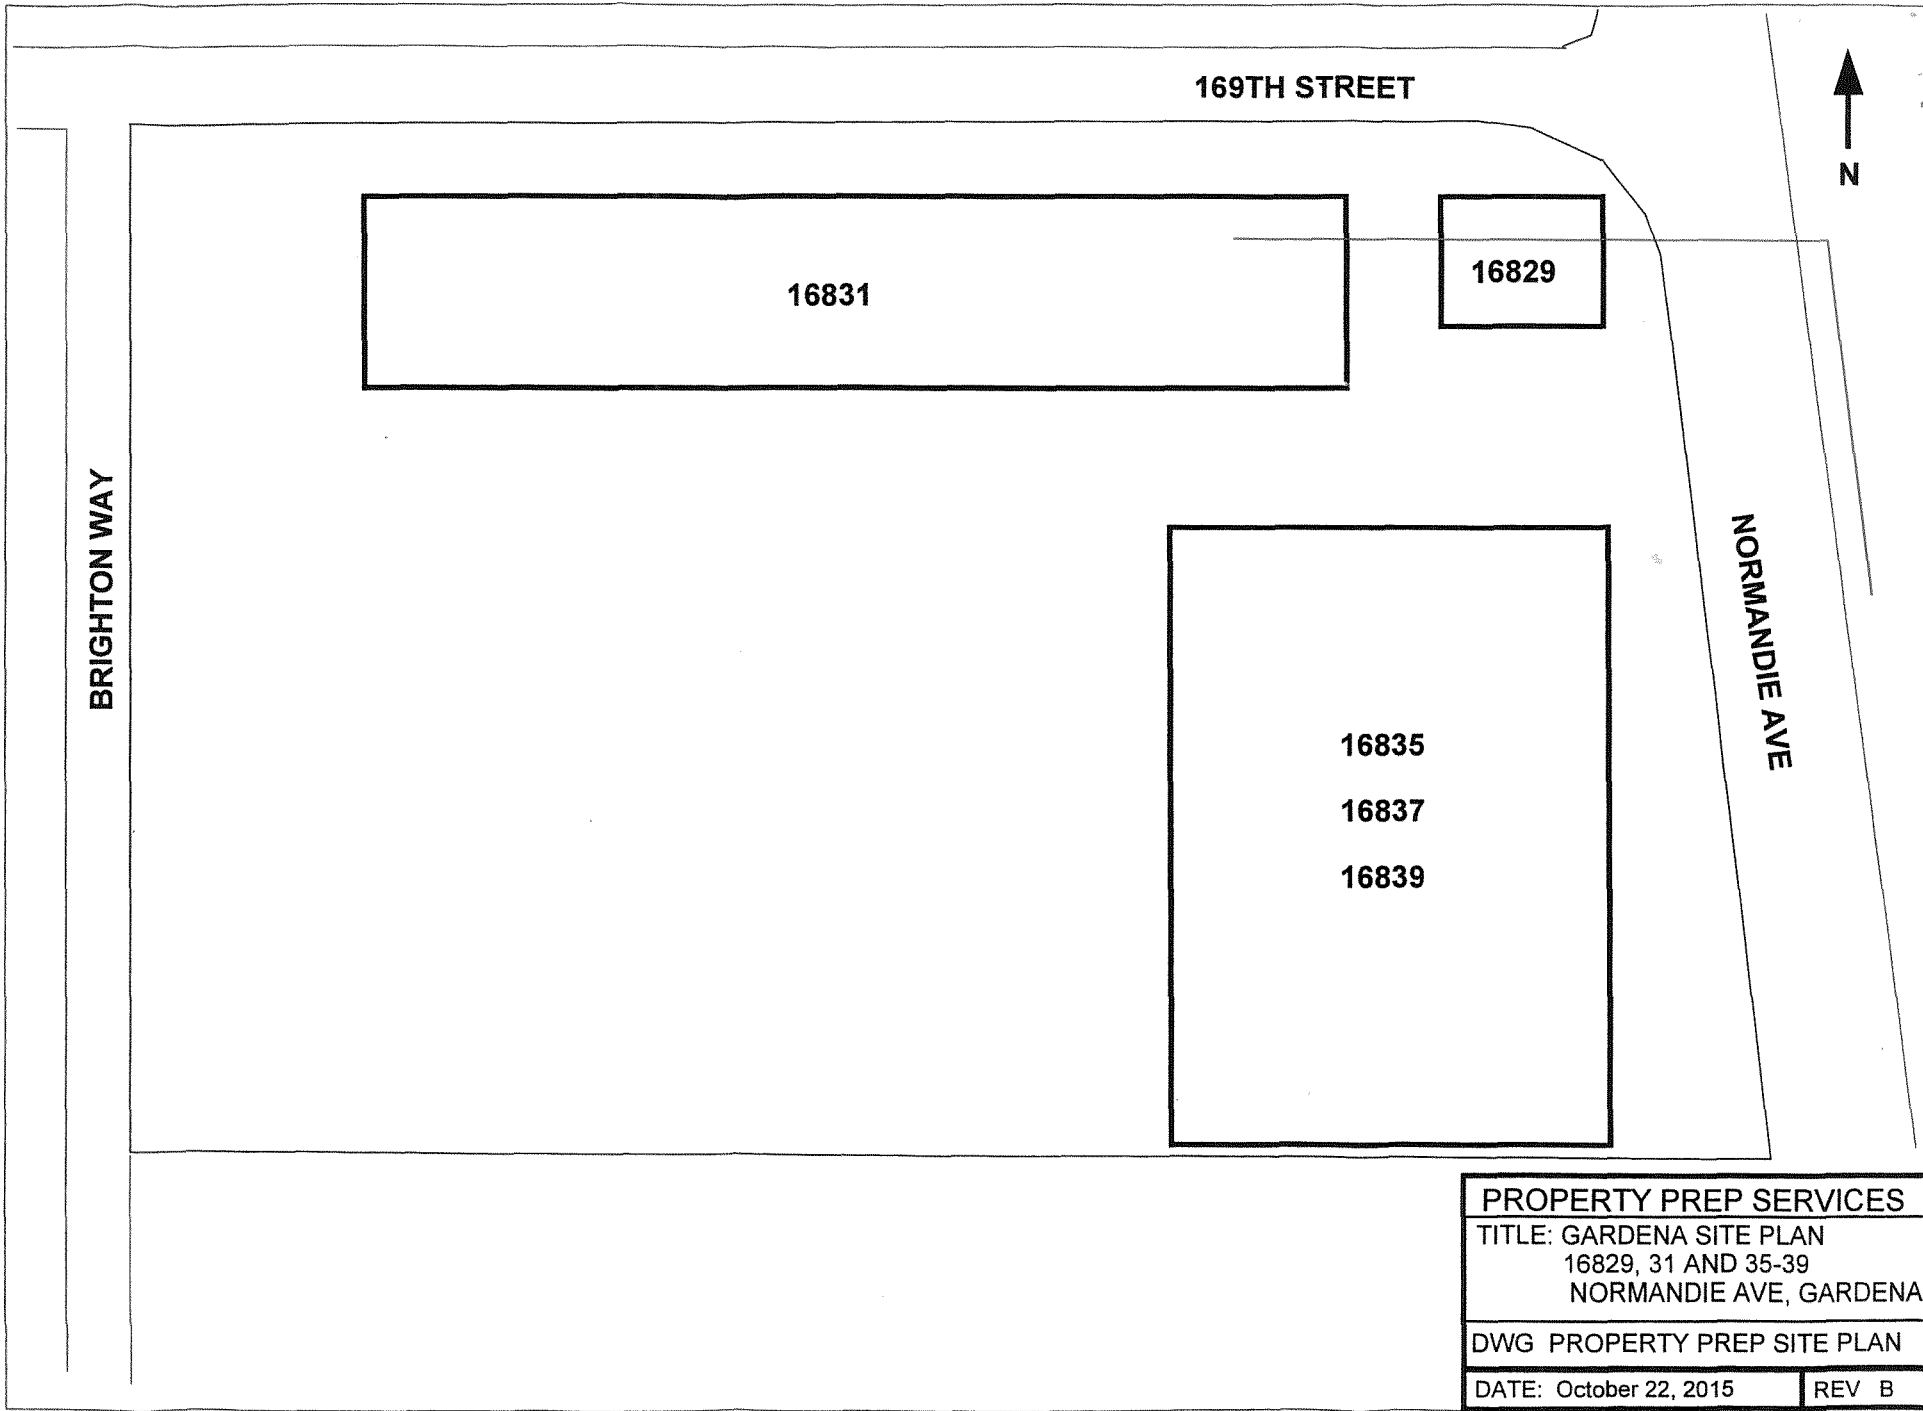 169TH STREET
N
16831
16829
BRIGHTON WAY
NORMANDIE AVE
16835
16837
16839
PROPERTY PREP SERVICES
TITLE: GARDENA SITE PLAN
16829, 31 AND 35-39
NORMANDIE AVE, GARDENA
DWG PROPERTY PREP SITE PLAN
DATE: October 22, 2015
REV B